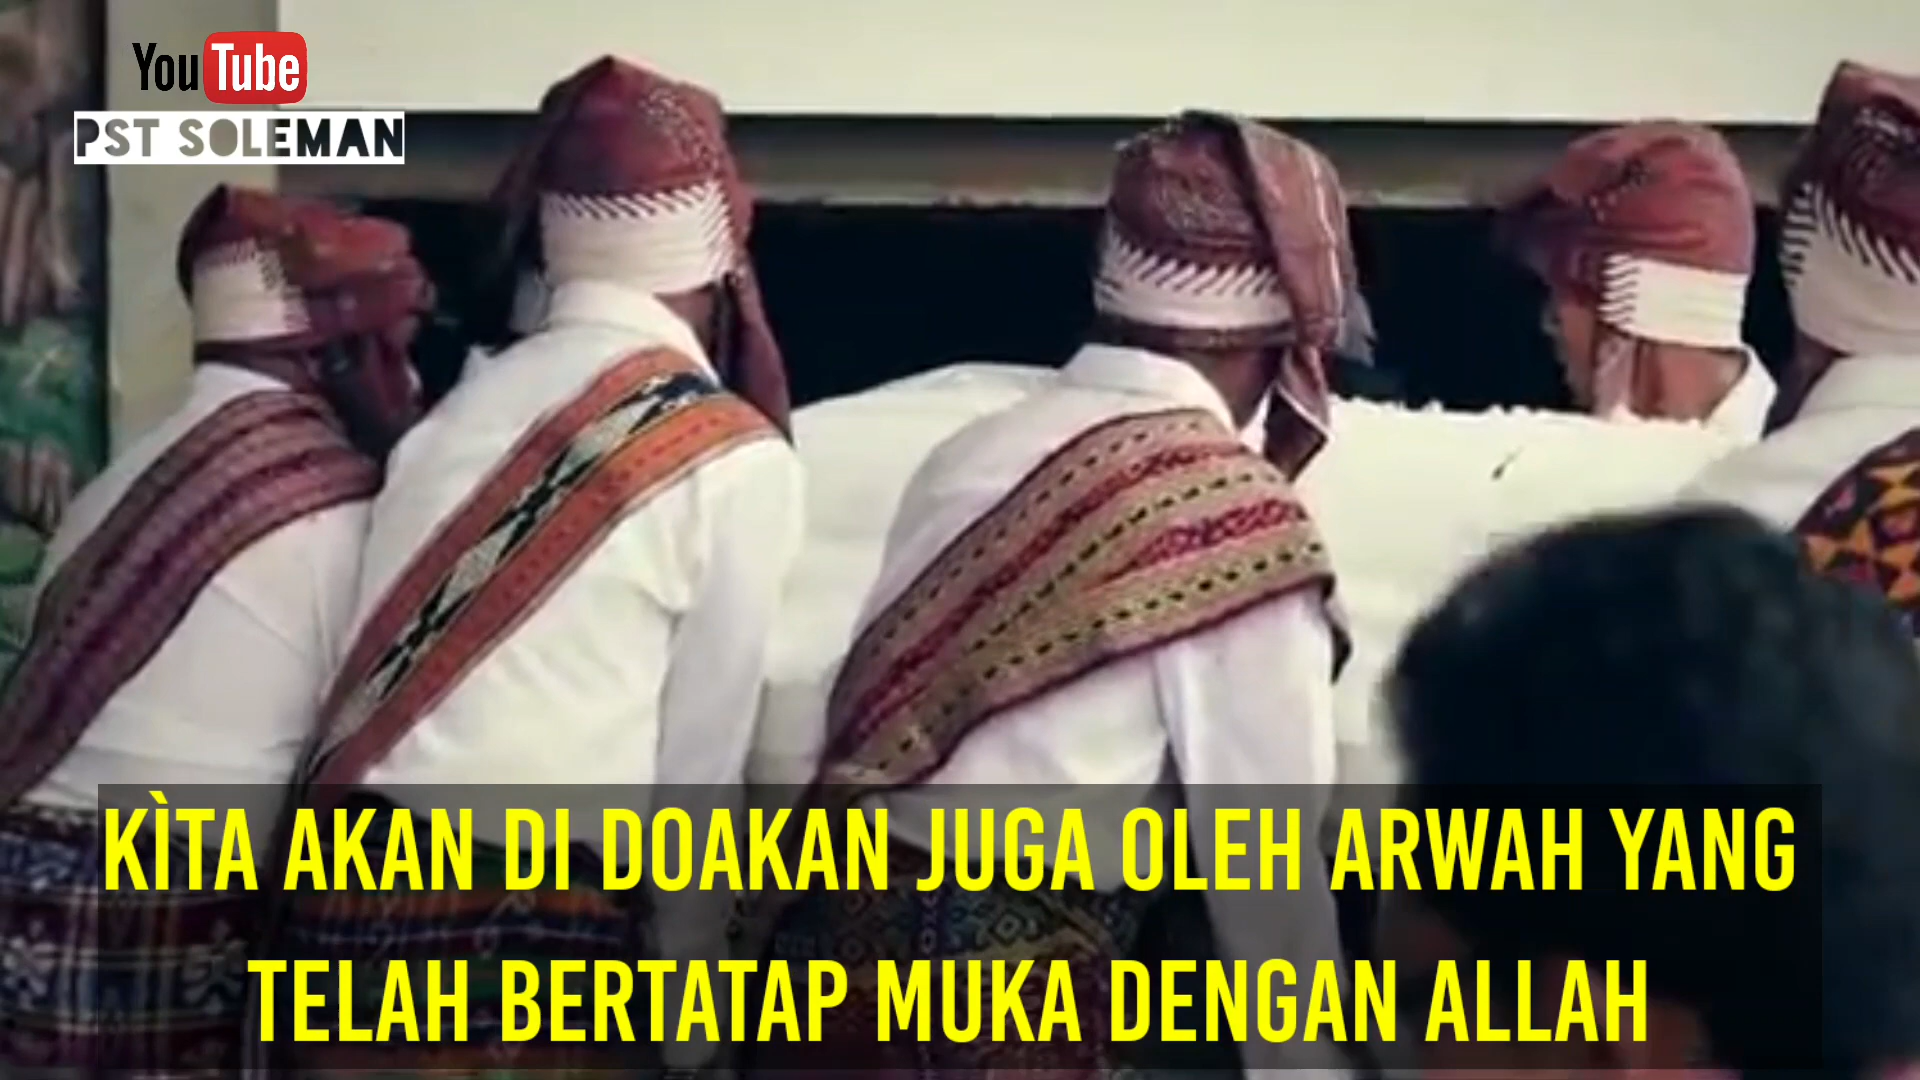 YouTube
PST SOLEMAN
KÌTA AKAN DI DOAKAN JUGA OLEH ARWAH YANG
TELAH BERTATAP MUKA DENGAN ALLAH